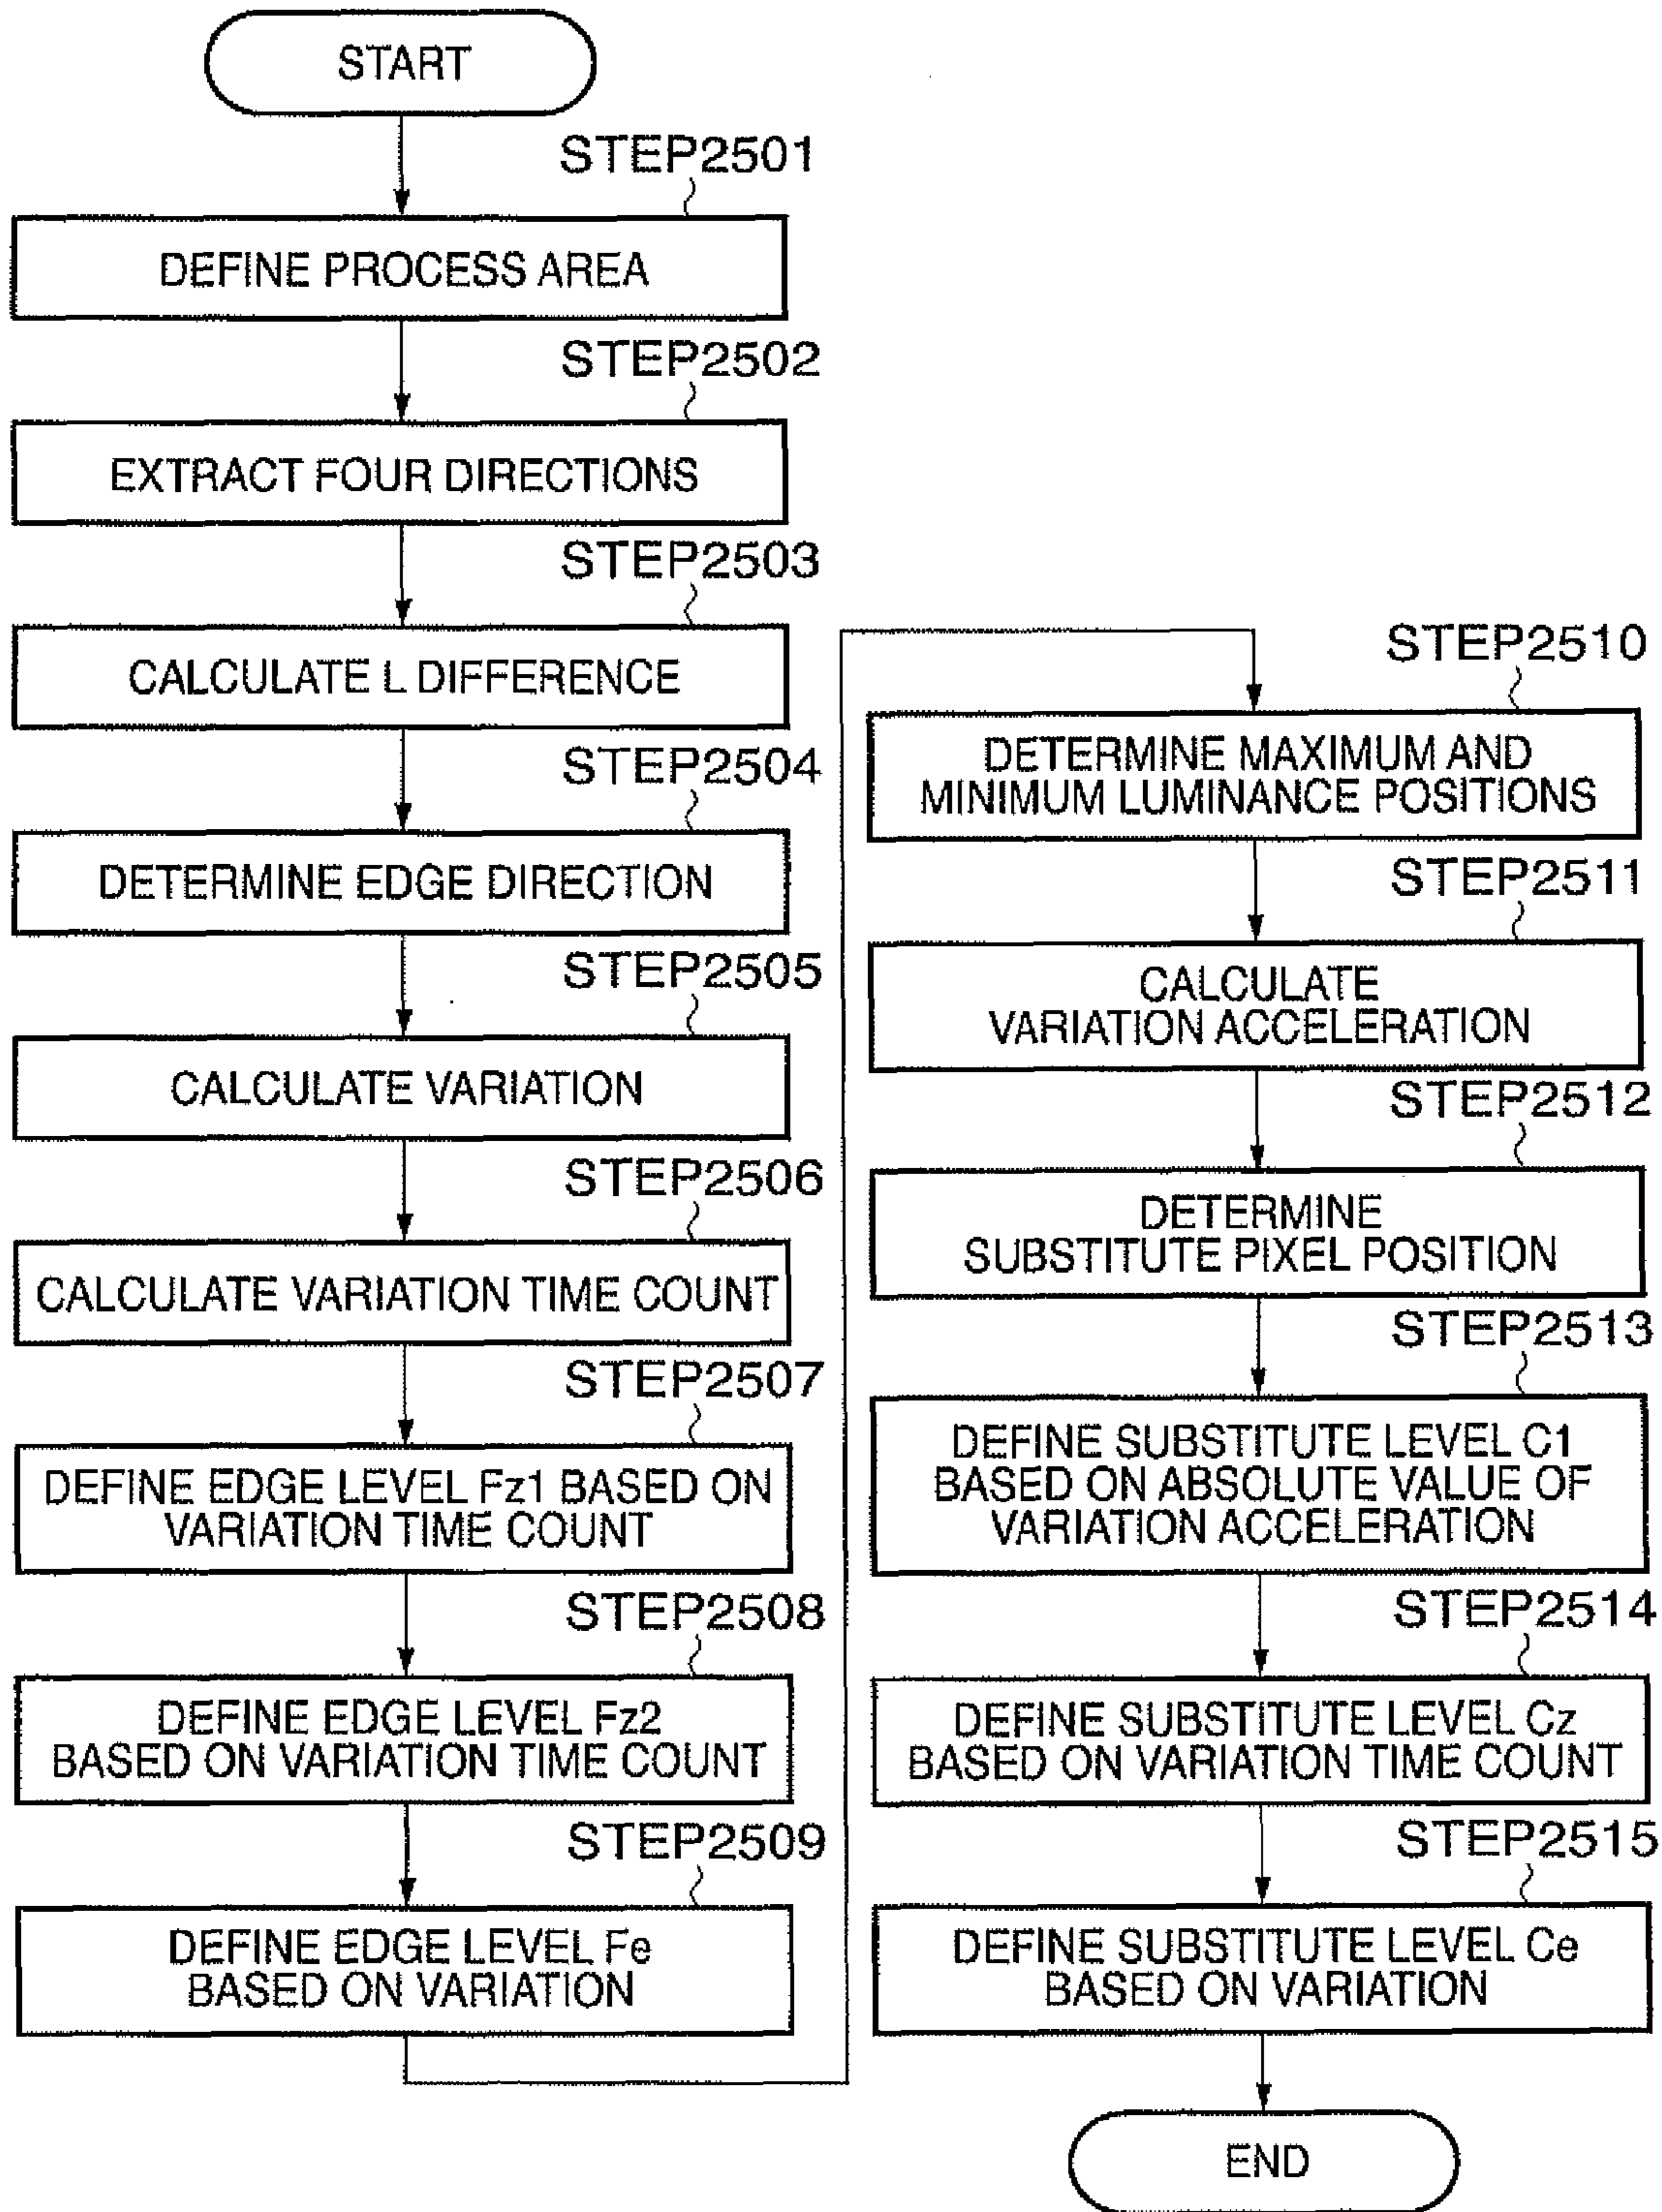 START
STEP2501
DEFINE PROCESS AREA
STEP2502
EXTRACT FOUR DIRECTIONS
STEP2503
CALCULATE L DIFFERENCE
STEP2504
DETERMINE EDGE DIRECTION
STEP2505
CALCULATE VARIATION
STEP2506
CALCULATE VARIATION TIME COUNT
STEP2507
DEFINE EDGE LEVEL Fz1 BASED ON
VARIATION TIME COUNT
STEP2508
DEFINE EDGE LEVEL Fz2
BASED ON VARIATION TIME COUNT
STEP2509
DEFINE EDGE LEVEL Fe
BASED ON VARIATION
STEP2510
DETERMINE MAXIMUM AND
MINIMUM LUMINANCE POSITIONS
STEP2511
CALCULATE
VARIATION ACCELERATION
STEP2512
DETERMINE
SUBSTITUTE PIXEL POSITION
STEP2513
DEFINE SUBSTITUTE LEVEL C1
BASED ON ABSOLUTE VALUE OF
VARIATION ACCELERATION
STEP2514
DEFINE SUBSTITUTE LEVEL Cz
BASED ON VARIATION TIME COUNT
STEP2515
DEFINE SUBSTITUTE LEVEL Ce
BASED ON VARIATION
END